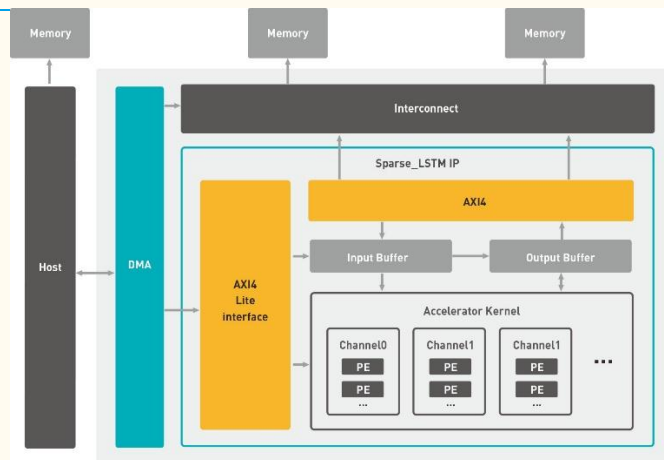 Memory
Memory
Memory
Interconnect
Sparse_LSTM IP
AXI4
Host
DMA
AXI4
Lite
interface
Input Buffer
Output Buffer
Accelerator Kernel
Channel0
Channel1
Channel1
PE
PE
PE
...
PE
PE
PE
...
...
...